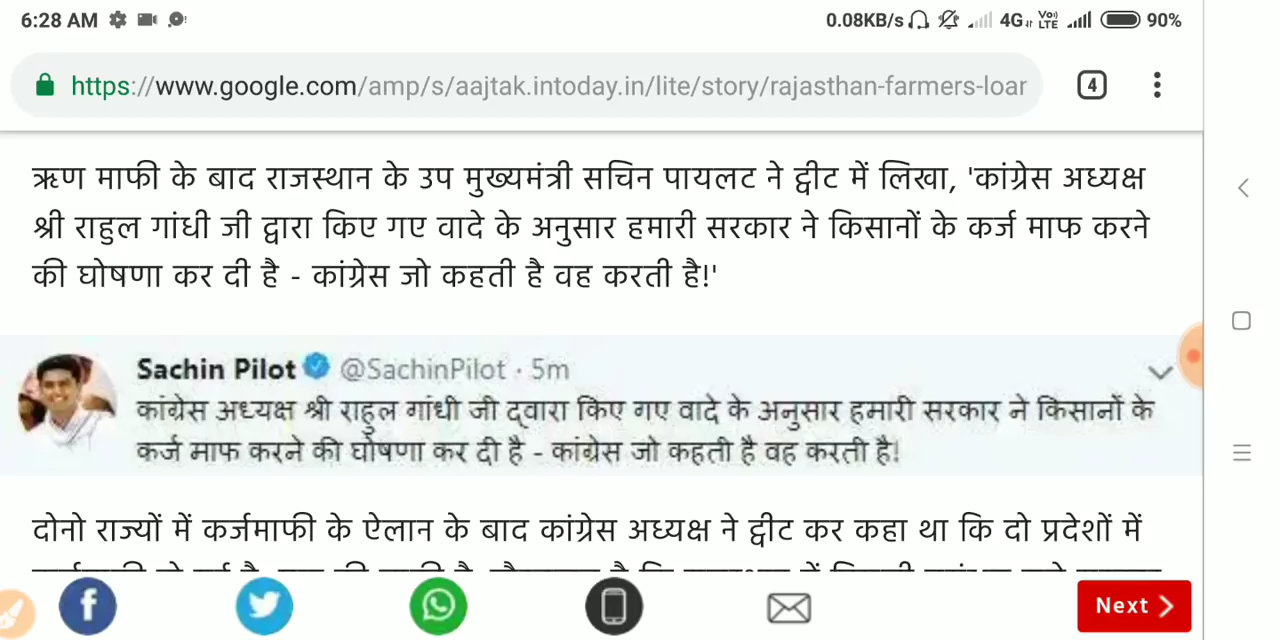 6:28 AM 0.08KB/s 4G VoLTE 90%
https://www.google.com/amp/s/aajtak.intoday.in/lite/story/rajasthan-farmers-loar 4
ऋण माफी के बाद राजस्थान के उप मुख्यमंत्री सचिन पायलट ने ट्वीट में लिखा, 'कांग्रेस अध्यक्ष
श्री राहुल गांधी जी द्वारा किए गए वादे के अनुसार हमारी सरकार ने किसानों के कर्ज माफ करने
की घोषणा कर दी है - कांग्रेस जो कहती है वह करती है!'
Sachin Pilot @SachinPilot · 5m
कांग्रेस अध्यक्ष श्री राहुल गांधी जी द्वारा किए गए वादे के अनुसार हमारी सरकार ने किसानों के
कर्ज माफ करने की घोषणा कर दी है - कांग्रेस जो कहती है वह करती है!
दोनो राज्यों में कर्जमाफी के ऐलान के बाद कांग्रेस अध्यक्ष ने ट्वीट कर कहा था कि दो प्रदेशों में
Next